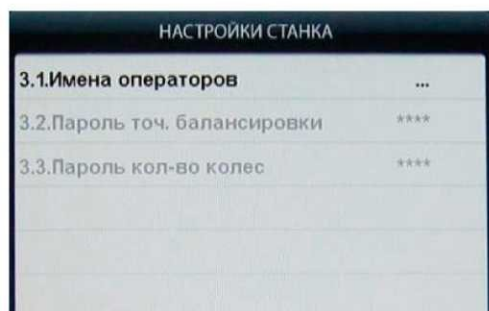 НАСТРОЙКИ СТАНКА
3.1.Имена операторов ...
3.2.Пароль точ. балансировки ****
3.3.Пароль кол-во колес ****